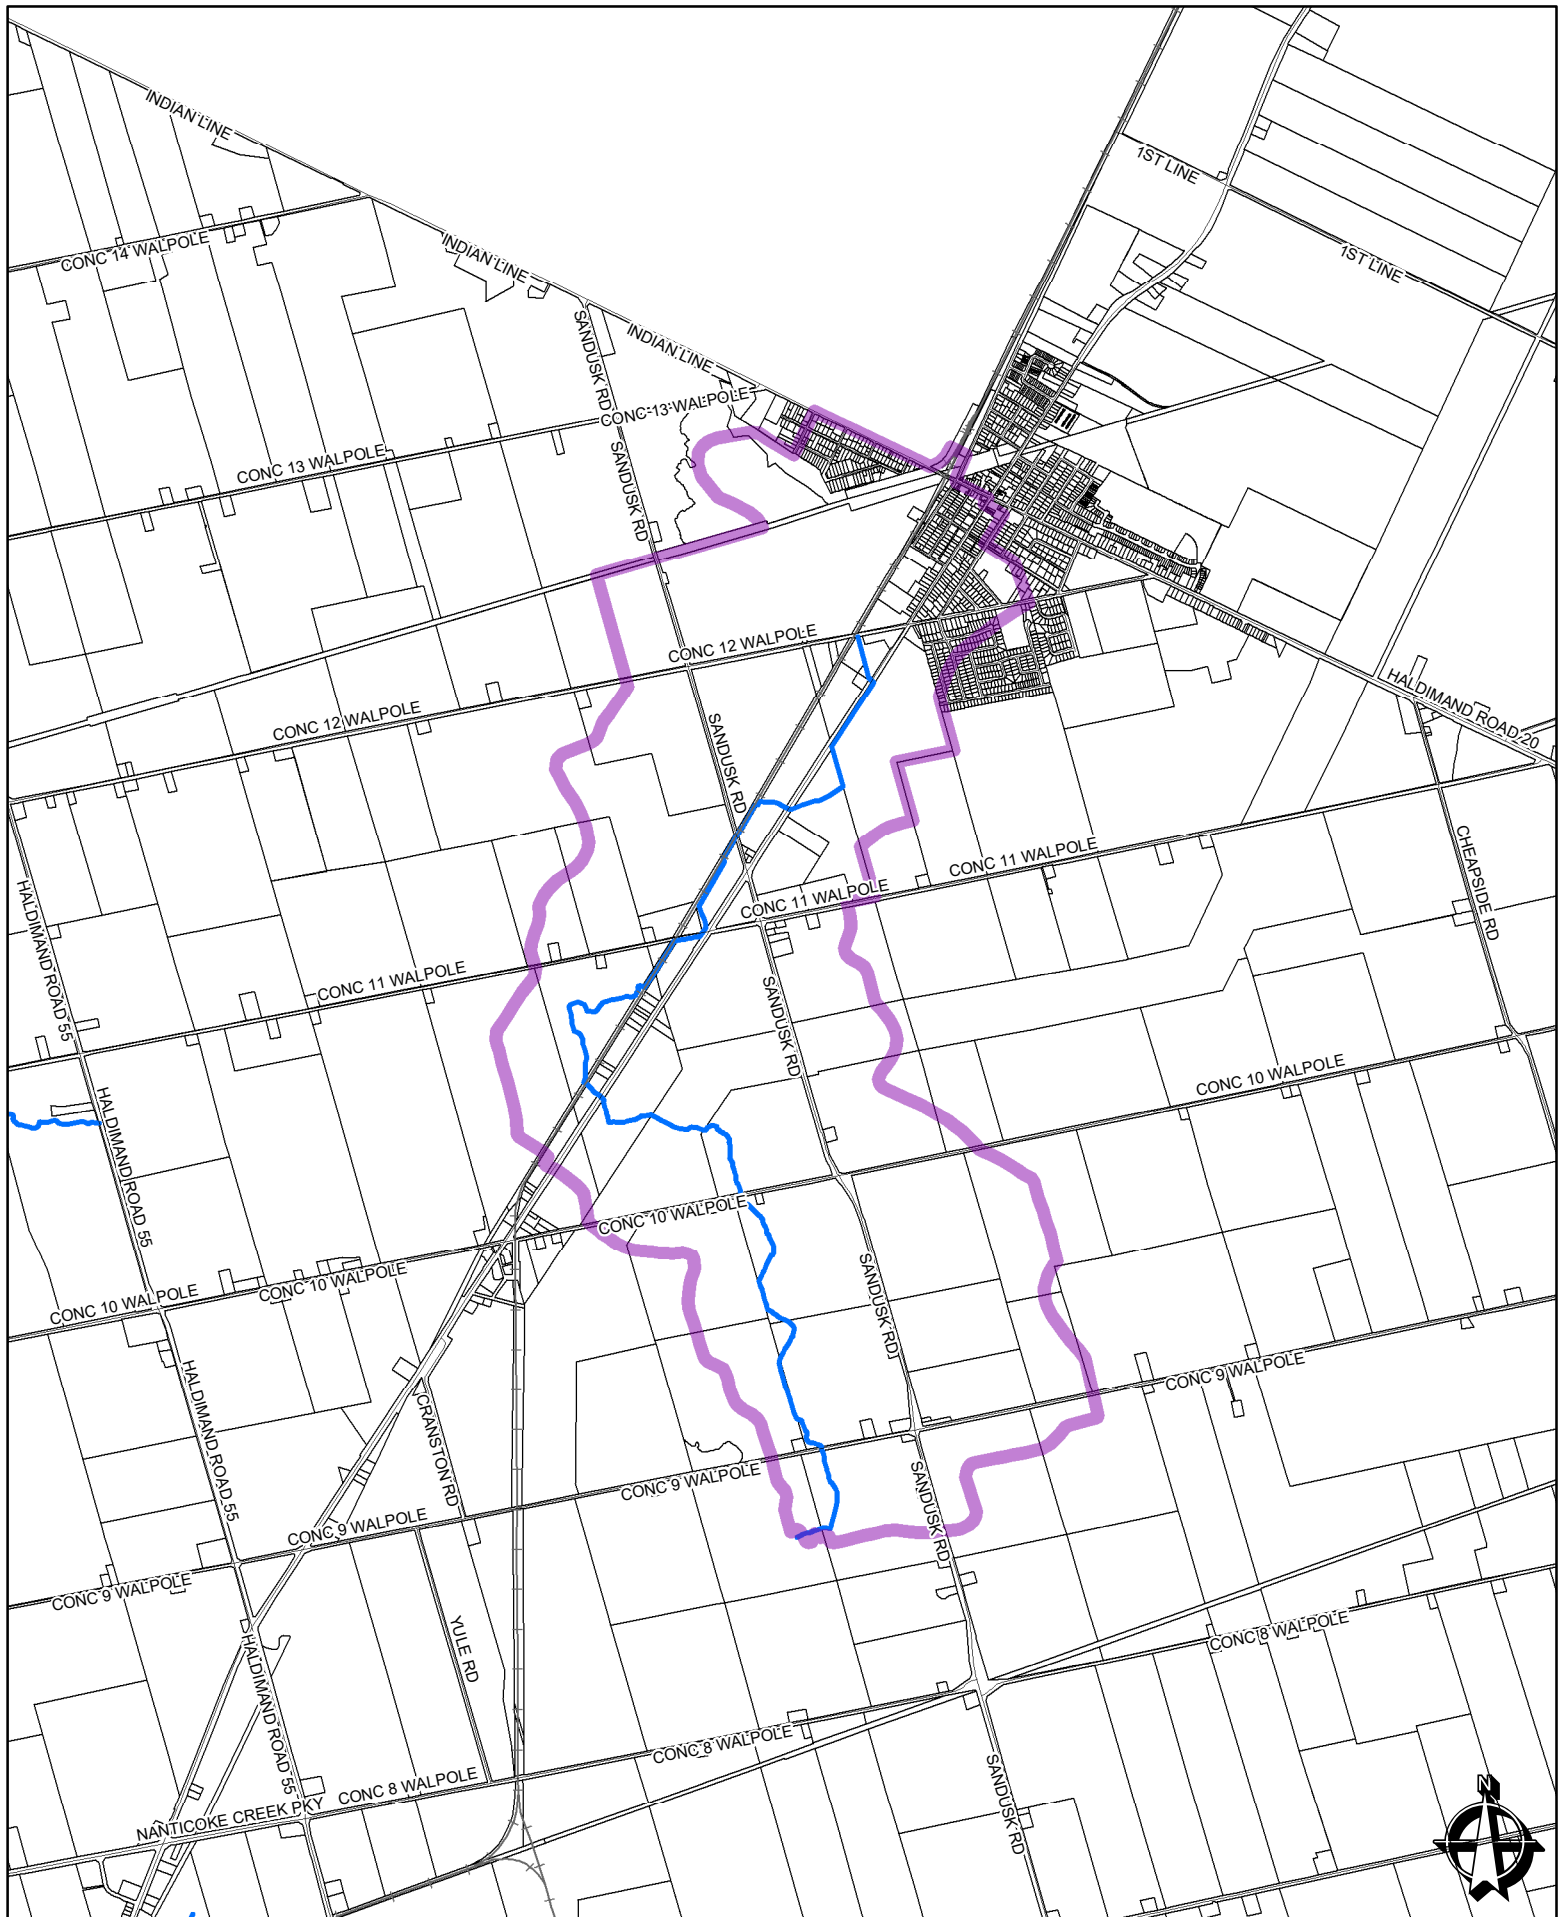 INDIAN LINE
1ST LINE
CONC 14 WALPOLE
INDIAN LINE
1ST LINE
SANDUSK RD
INDIAN LINE
CONC 13 WALPOLE
CONC 13 WALPOLE
SANDUSK RD
CONC 12 WALPOLE
HALDIMAND ROAD 20
CONC 12 WALPOLE
SANDUSK RD
CHEAPSIDE RD
CONC 11 WALPOLE
CONC 11 WALPOLE
HALDIMAND ROAD 55
CONC 11 WALPOLE
SANDUSK RD
CONC 10 WALPOLE
HALDIMAND ROAD 55
CONC 10 WALPOLE
CONC 10 WALPOLE
CONC 10 WALPOLE
SANDUSK RD
CONC 9 WALPOLE
HALDIMAND ROAD 55
CRANSTON RD
CONC 9 WALPOLE
SANDUSK RD
CONC 9 WALPOLE
CONC 9 WALPOLE
YULE RD
CONC 8 WALPOLE
HALDIMAND ROAD 55
CONC 8 WALPOLE
SANDUSK RD
CONC 8 WALPOLE
NANTICOKE CREEK PKY
N